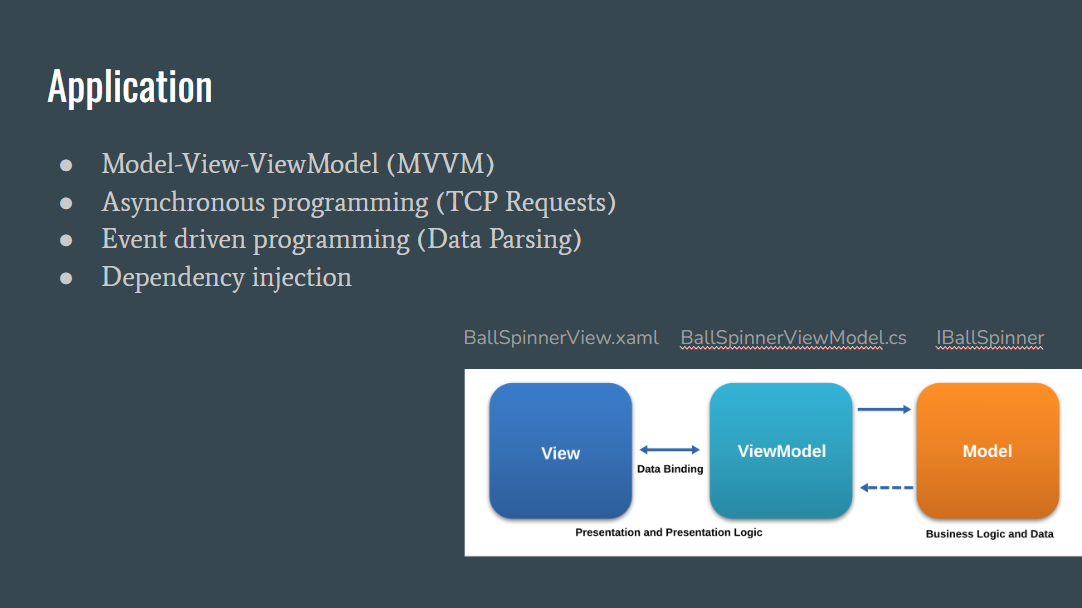 Application
● Model-View-ViewModel (MVVM)
● Asynchronous programming (TCP Requests)
● Event driven programming (Data Parsing)
● Dependency injection
BallSpinnerView.xaml BallSpinnerViewModel.cs IBallSpinner
View ViewModel Model
Data Binding
Presentation and Presentation Logic Business Logic and Data